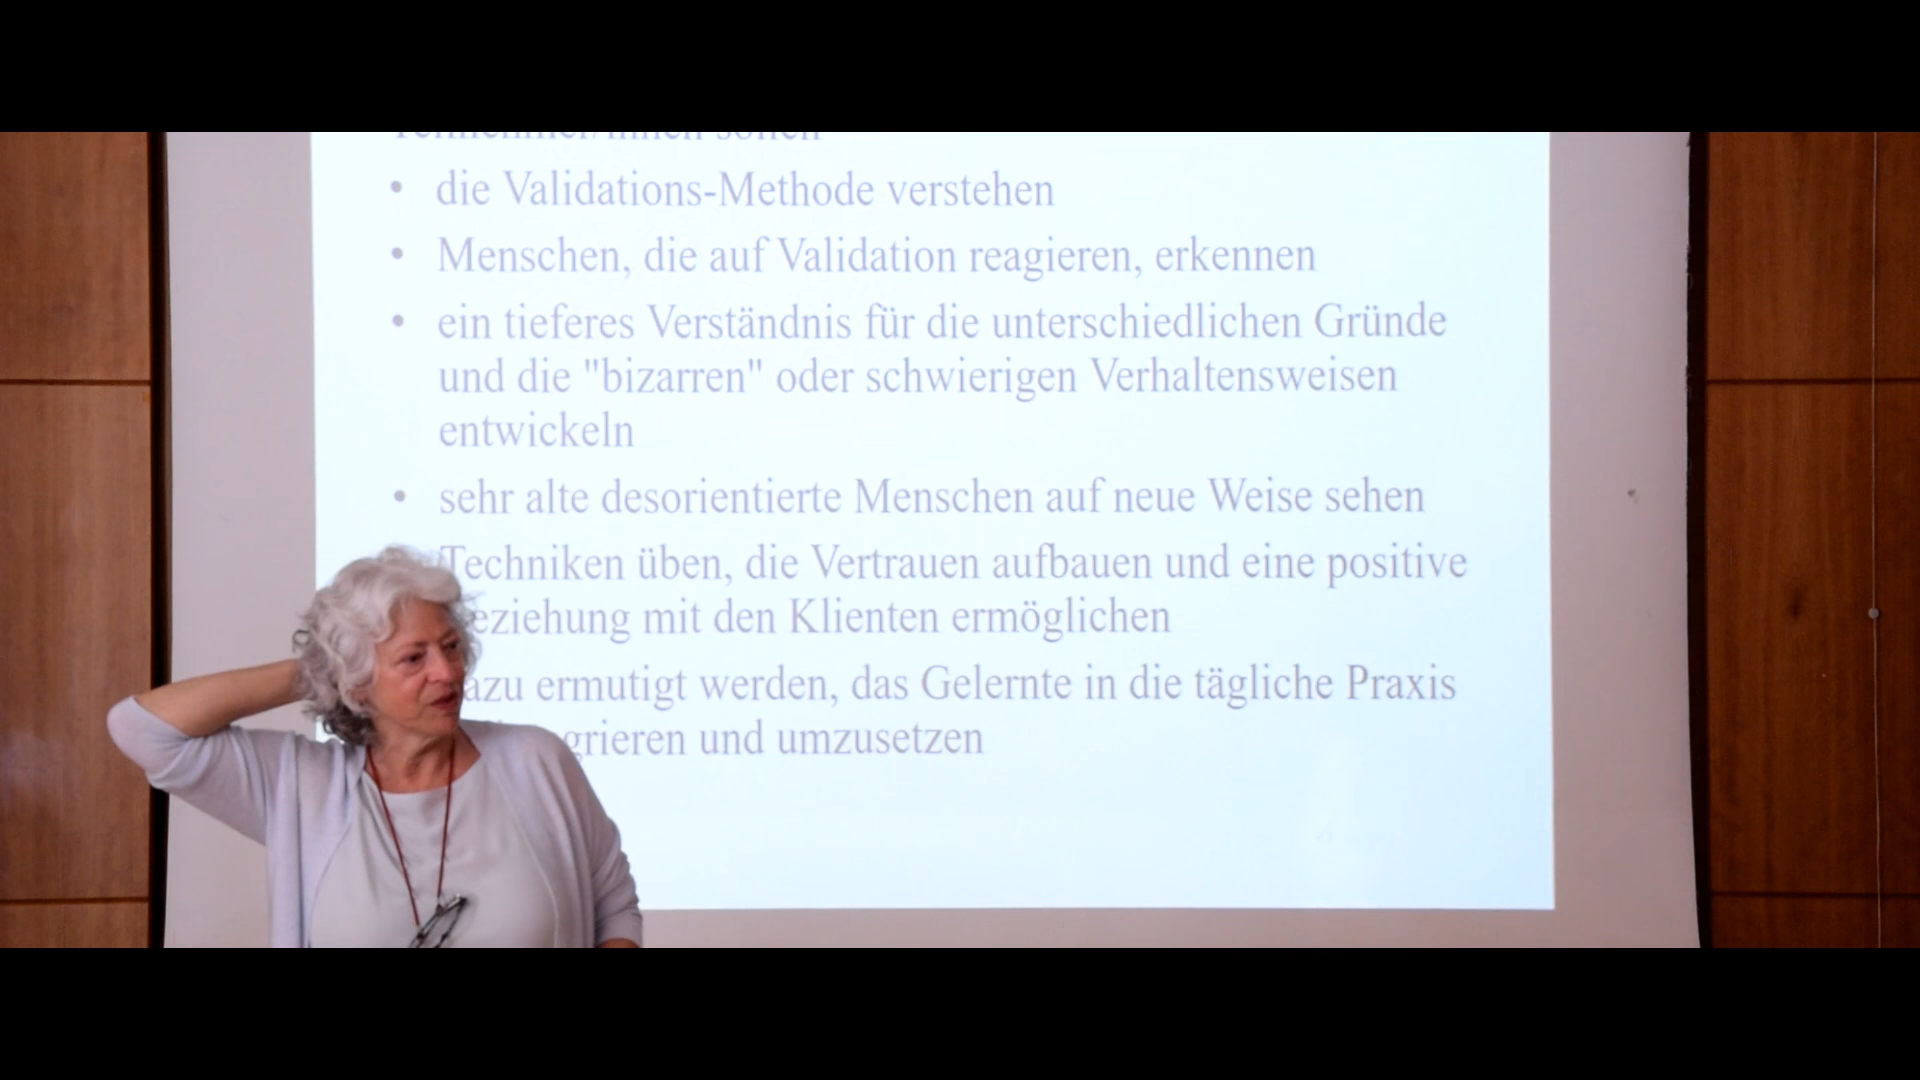 • die Validations-Methode verstehen
• Menschen, die auf Validation reagieren, erkennen
• ein tieferes Verständnis für die unterschiedlichen Gründe
und die "bizarren" oder schwierigen Verhaltensweisen
entwickeln
• sehr alte desorientierte Menschen auf neue Weise sehen
Techniken üben, die Vertrauen aufbauen und eine positive
eziehung mit den Klienten ermöglichen
azu ermutigt werden, das Gelernte in die tägliche Praxis
grieren und umzusetzen